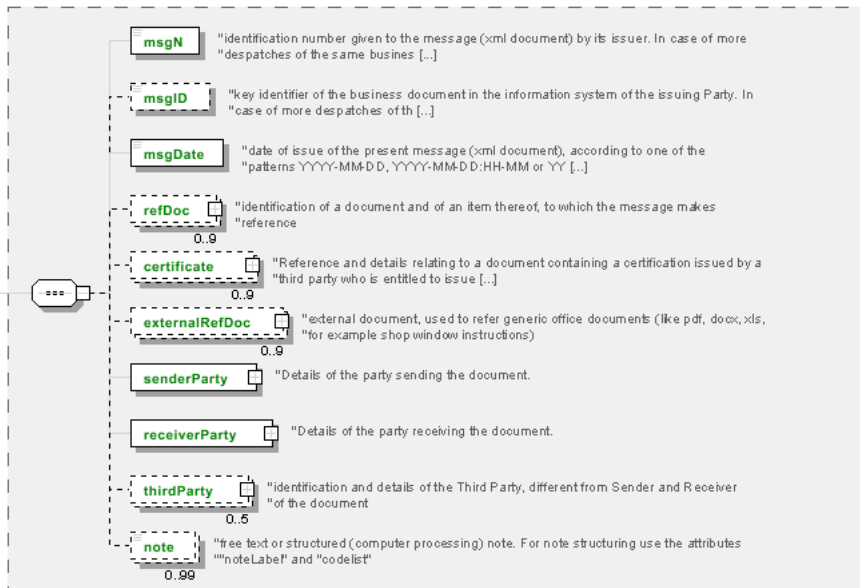 msgN
"identification number given to the message (xml document) by its issuer. In case of more
"despatches of the same busines [...]
msgID
"key identifier of the business document in the information system of the issuing Party. In
"case of more despatches of th [...]
msgDate
"date of issue of the present message (xml document), according to one of the
"patterns YYYY-MM-DD, YYYY-MM-DD:HH-MM or YY [...]
refDoc
"identification of a document and of an item thereof, to which the message makes
"reference
0..9
certificate
"Reference and details relating to a document containing a certification issued by a
"third party who is entitled to issue [...]
0..9
externalRefDoc
"external document, used to refer generic office documents (like pdf, docx, xls,
"for example shop window instructions)
0..9
senderParty
"Details of the party sending the document.
receiverParty
"Details of the party receiving the document.
thirdParty
"identification and details of the Third Party, different from Sender and Receiver
"of the document
0..5
note
"free text or structured (computer processing) note. For note structuring use the attributes
""noteLabel" and "codelist"
0..99